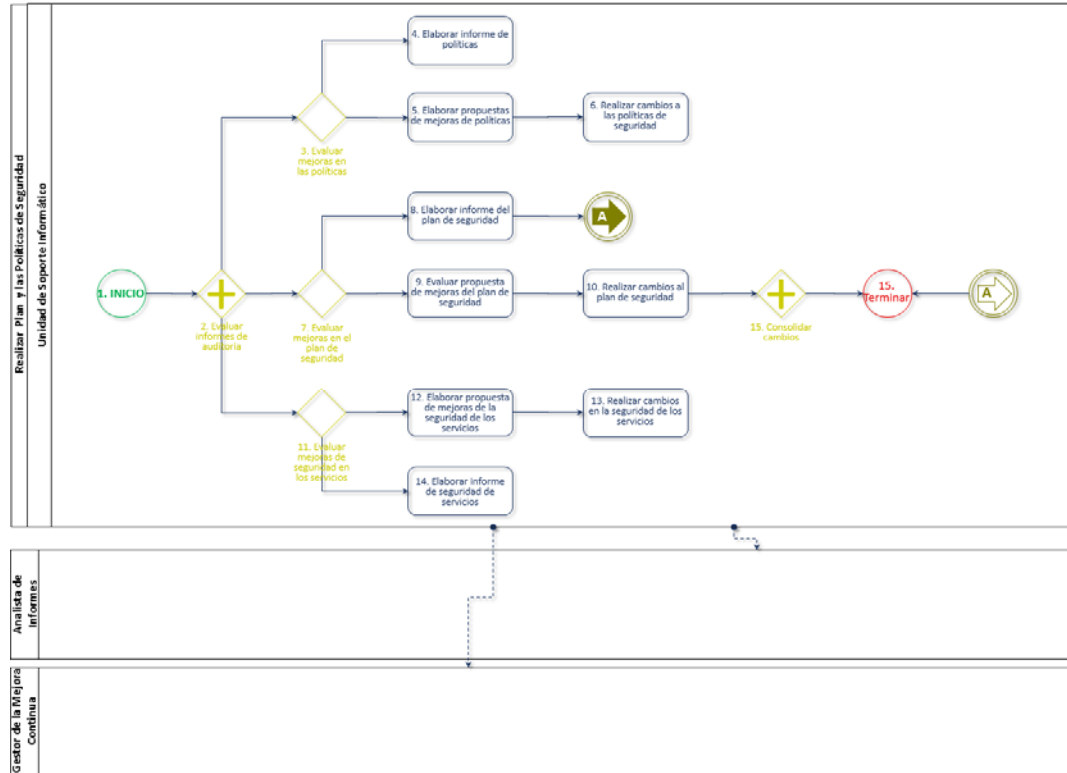 Realizar Plan y las Políticas de Seguridad
Unidad de Soporte Informático
4. Elaborar informe de
políticas
5. Elaborar propuestas
de mejoras de políticas
6. Realizar cambios a
las políticas de
seguridad
3. Evaluar
mejoras en
las políticas
8. Elaborar informe del
plan de seguridad
A
1. INICIO
2. Evaluar
informes de
auditoria
7. Evaluar
mejoras en el
plan de
seguridad
9. Evaluar propuesta
de mejoras del plan de
seguridad
10. Realizar cambios al
plan de seguridad
15. Consolidar
cambios
15.
Terminar
A
11. Evaluar
mejoras de
seguridad en
los servicios
12. Elaborar propuesta
de mejoras de la
seguridad de los
servicios
13. Realizar cambios
en la seguridad de los
servicios
14. Elaborar informe
de seguridad de
servicios
Analista de
Informes
Gestor de la Mejora
Continua